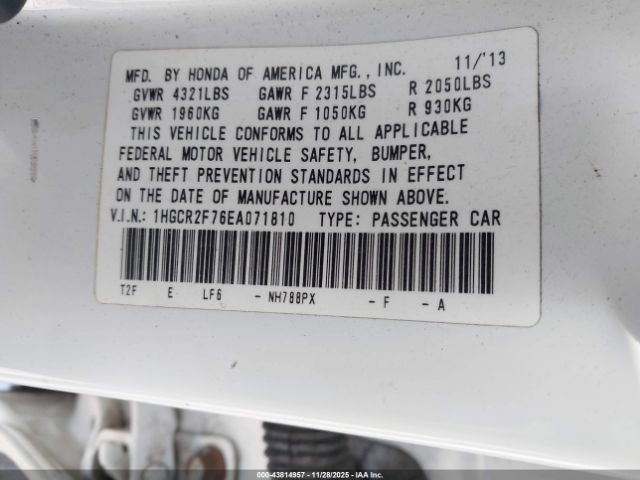 MFD. BY HONDA OF AMERICA MFG., INC. 11/'13
GVWR 4321LBS GAWR F 2315LBS R 2050LBS
GVWR 1960KG GAWR F 1050KG R 930KG
THIS VEHICLE CONFORMS TO ALL APPLICABLE
FEDERAL MOTOR VEHICLE SAFETY, BUMPER,
AND THEFT PREVENTION STANDARDS IN EFFECT
ON THE DATE OF MANUFACTURE SHOWN ABOVE.
V.I.N.: 1HGCR2F76EA071810 TYPE: PASSENGER CAR
T2F E LF6 - NH788PX - F - A
000-43814957 - 11/28/2025 - IAAI.COM